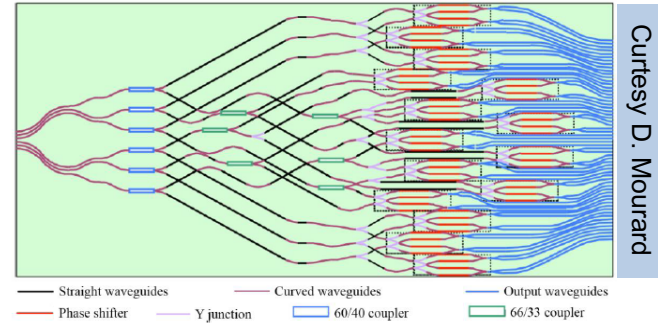 Curtesy D. Mourard
Straight waveguides Curved waveguides Output waveguides
Phase shifter Y junction 60/40 coupler 66/33 coupler